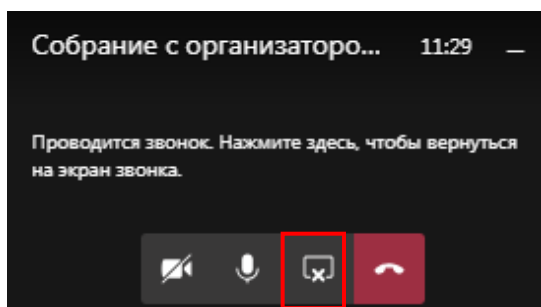 Собрание с организаторо... 11:29
Проводится звонок. Нажмите здесь, чтобы вернуться
на экран звонка.